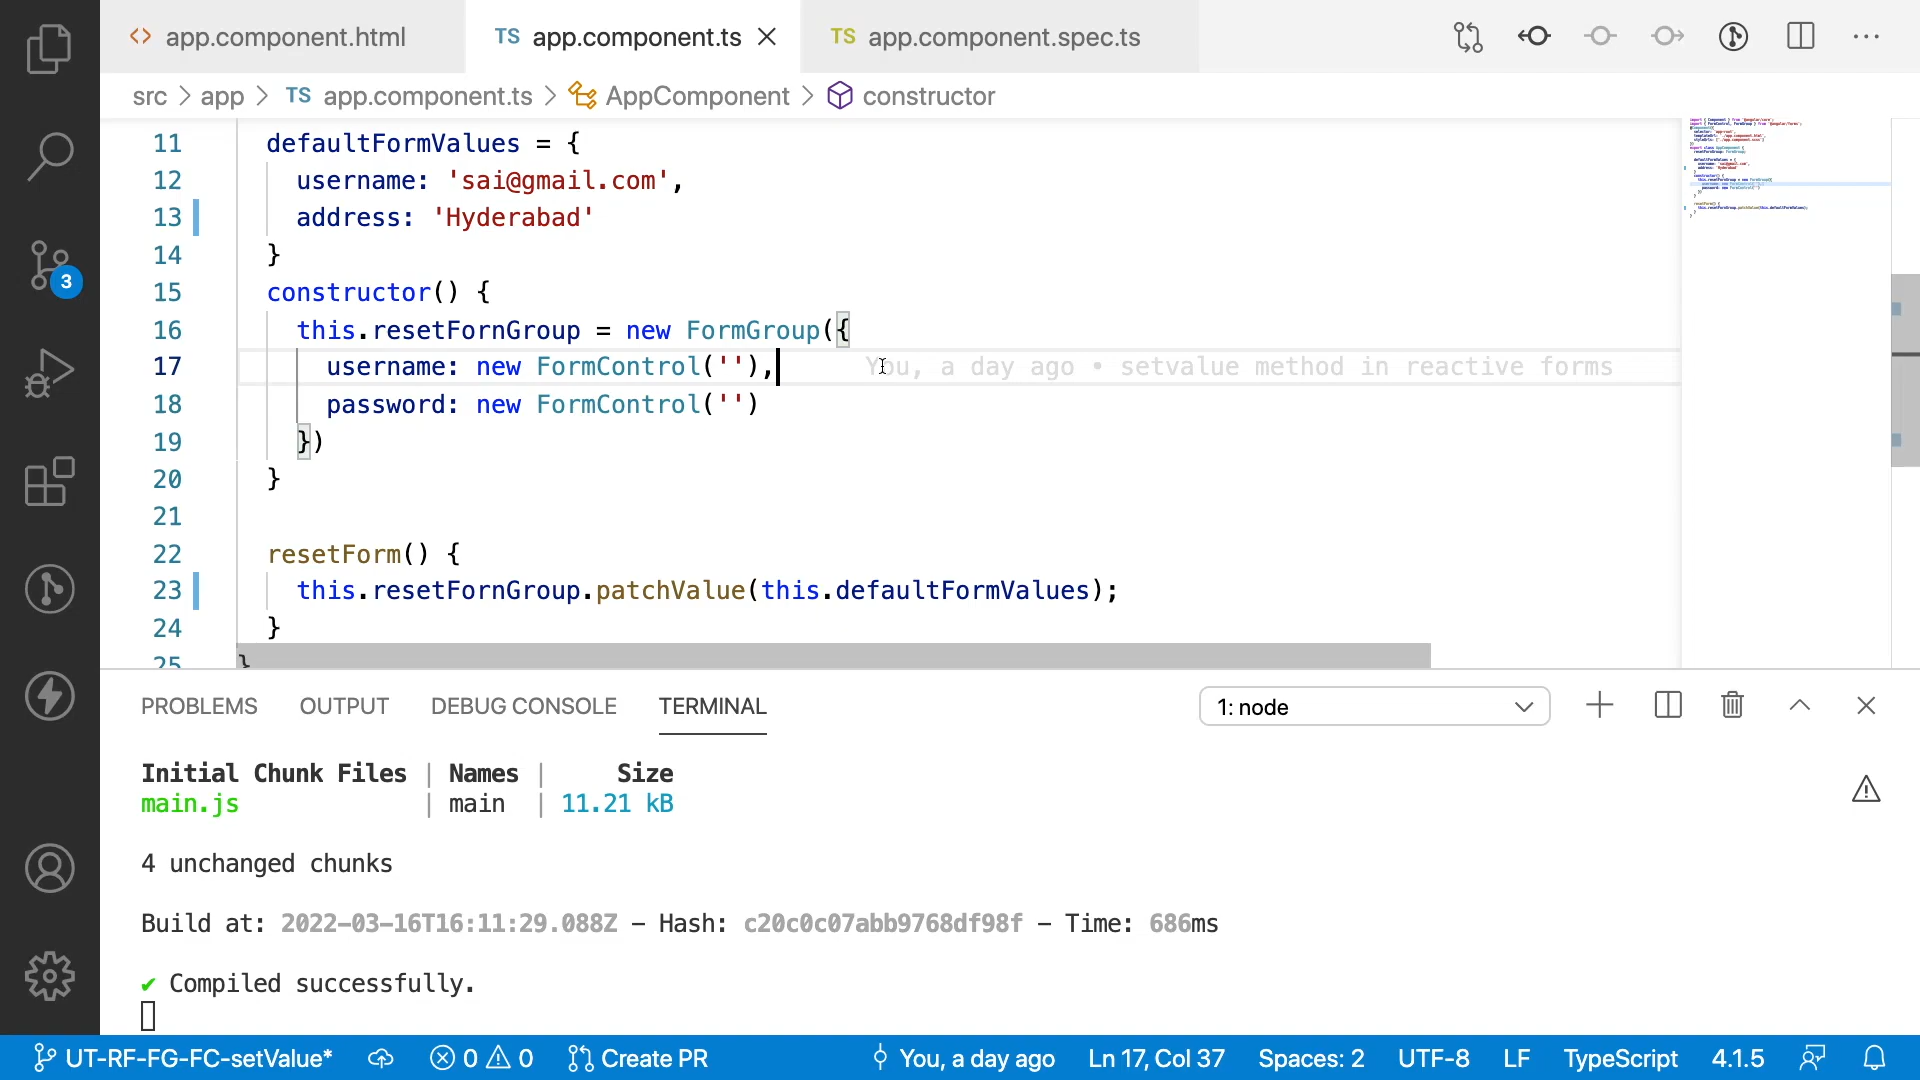 <> app.component.html TS app.component.ts TS app.component.spec.ts
src > app > TS app.component.ts > AppComponent > constructor
11 defaultFormValues = {
12 username: 'sai@gmail.com',
13 address: 'Hyderabad'
14 }
15 constructor() {
16 this.resetFornGroup = new FormGroup({
17 username: new FormControl(''), You, a day ago • setvalue method in reactive forms
18 password: new FormControl('')
19 })
20 }
21
22 resetForm() {
23 this.resetFornGroup.patchValue(this.defaultFormValues);
24 }
25 }
3
PROBLEMS OUTPUT DEBUG CONSOLE TERMINAL 1: node
Initial Chunk Files | Names | Size
main.js | main | 11.21 kB
4 unchanged chunks
Build at: 2022-03-16T16:11:29.088Z - Hash: c20c0c07abb9768df98f - Time: 686ms
✔ Compiled successfully.
UT-RF-FG-FC-setValue* 0 0 Create PR You, a day ago Ln 17, Col 37 Spaces: 2 UTF-8 LF TypeScript 4.1.5